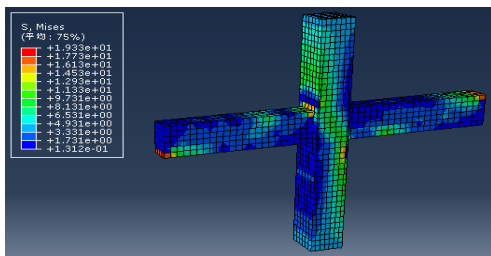 S, Mises
(平均: 75%)
+1.933e+01
+1.773e+01
+1.613e+01
+1.453e+01
+1.293e+01
+1.133e+01
+9.731e+00
+8.131e+00
+6.531e+00
+4.931e+00
+3.331e+00
+1.731e+00
+1.312e-01